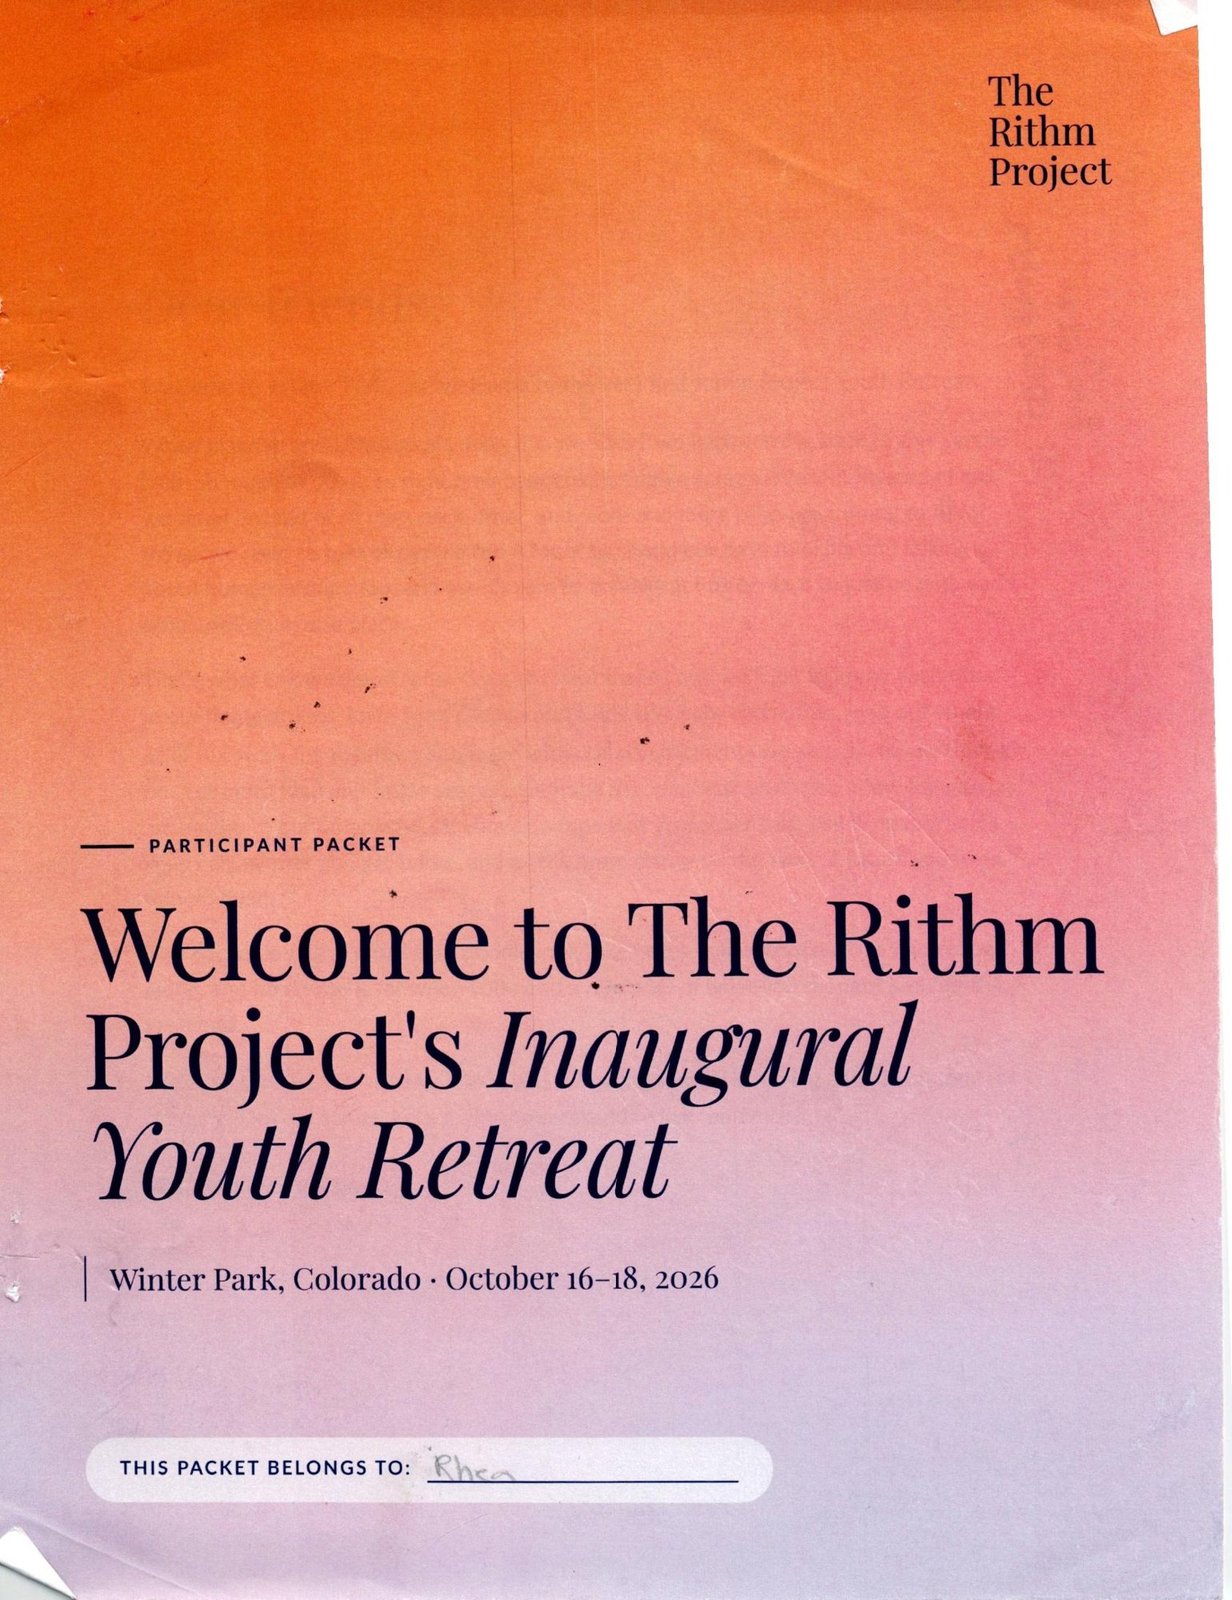 The
Rithm
Project
PARTICIPANT PACKET
Welcome to The Rithm
Project's Inaugural
Youth Retreat
Winter Park, Colorado · October 16–18, 2026
THIS PACKET BELONGS TO: Rhea